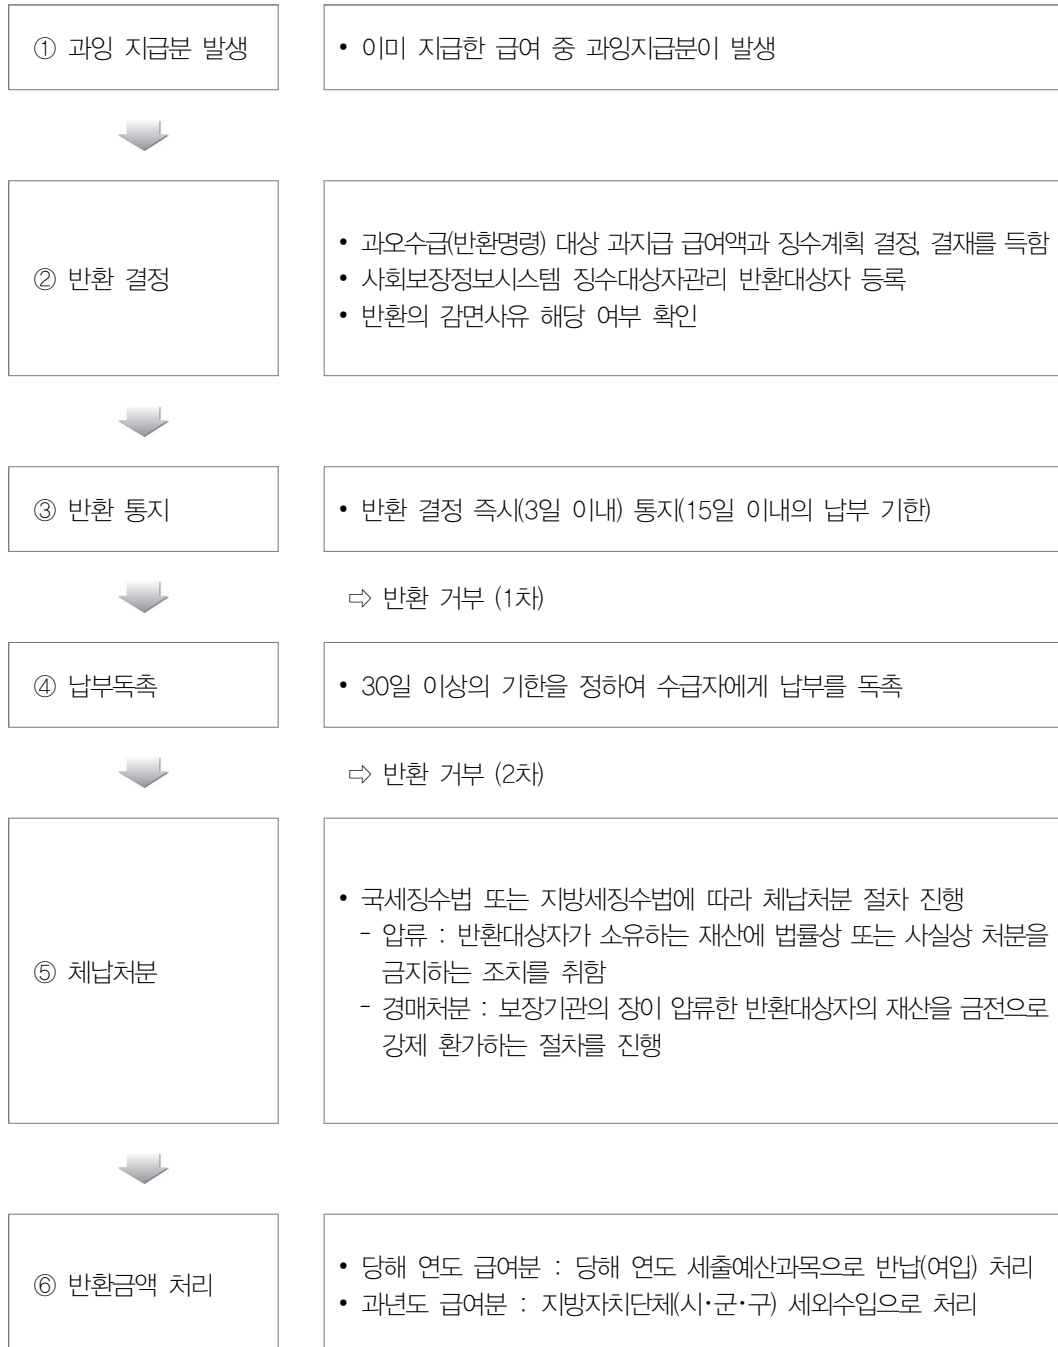 ① 과잉 지급분 발생
• 이미 지급한 급여 중 과잉지급분이 발생
② 반환 결정
• 과오수급(반환명령) 대상 과지급 급여액과 징수계획 결정, 결재를 득함
• 사회보장정보시스템 징수대상자관리 반환대상자 등록
• 반환의 감면사유 해당 여부 확인
③ 반환 통지
• 반환 결정 즉시(3일 이내) 통지(15일 이내의 납부 기한)
⇨ 반환 거부 (1차)
④ 납부독촉
• 30일 이상의 기한을 정하여 수급자에게 납부를 독촉
⇨ 반환 거부 (2차)
⑤ 체납처분
• 국세징수법 또는 지방세징수법에 따라 체납처분 절차 진행
- 압류 : 반환대상자가 소유하는 재산에 법률상 또는 사실상 처분을
금지하는 조치를 취함
- 경매처분 : 보장기관의 장이 압류한 반환대상자의 재산을 금전으로
강제 환가하는 절차를 진행
⑥ 반환금액 처리
• 당해 연도 급여분 : 당해 연도 세출예산과목으로 반납(여입) 처리
• 과년도 급여분 : 지방자치단체(시·군·구) 세외수입으로 처리